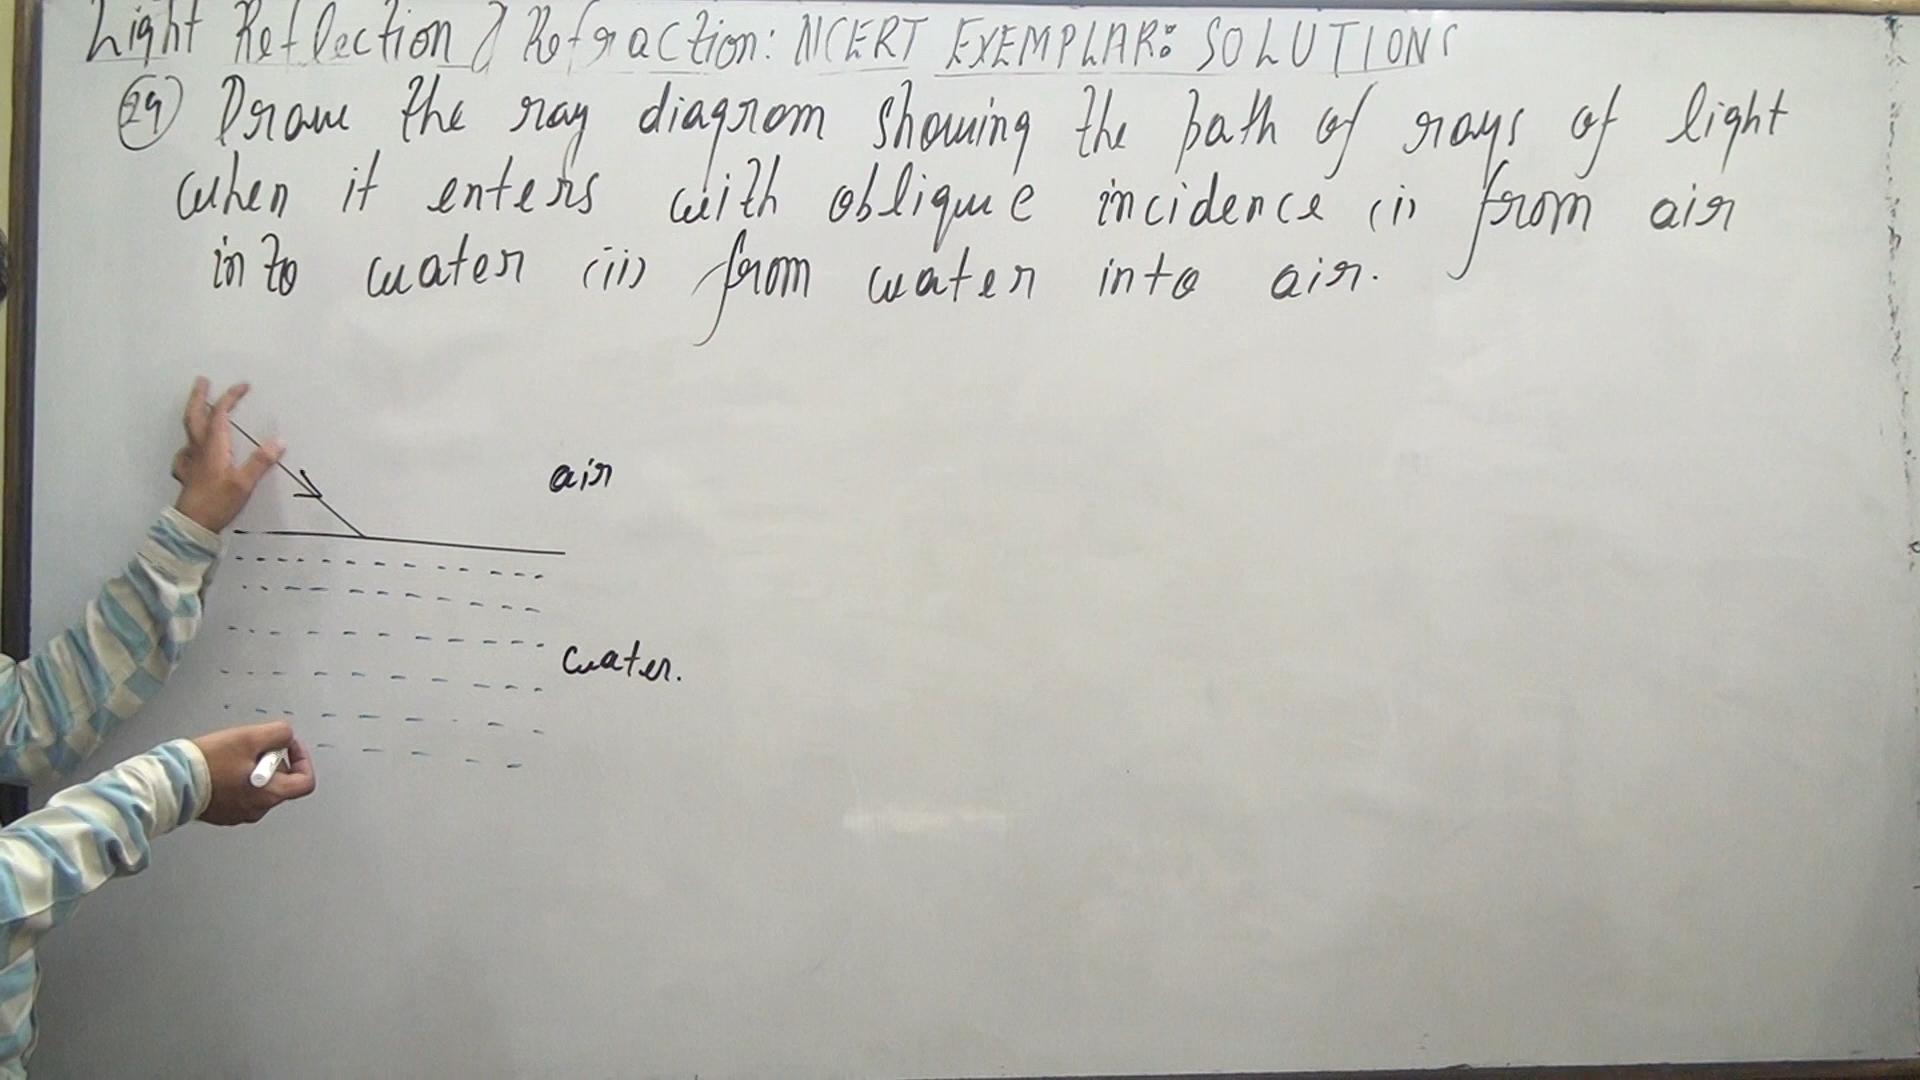 Light Reflection & Refraction: NCERT EXEMPLAR: SOLUTIONS
29 Draw the ray diagram showing the path of rays of light
when it enters with oblique incidence (i) from air
into water (ii) from water into air.
air
water.